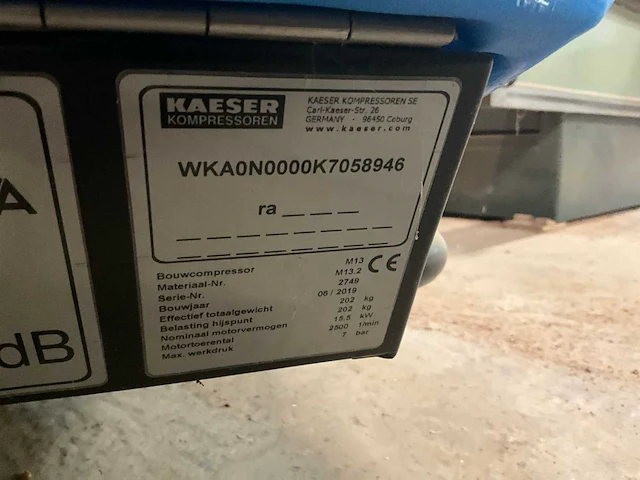 KAESER
KOMPRESSOREN
KAESER KOMPRESSOREN SE
Carl-Kaeser-Str. 26
GERMANY - 96450 Coburg
www.kaeser.com
WKA0N0000K7058946
ra _ _ _
Bouwcompressor M13
Materiaal-Nr. M13.2
Serie-Nr. 2749
Bouwjaar 06 / 2019
Effectief totaalgewicht 202 kg
Belasting hijspunt 202 kg
Nominaal motorvermogen 15,5 kW
Motortoerental 2500 1/min
Max. werkdruk 7 bar
CE
dB